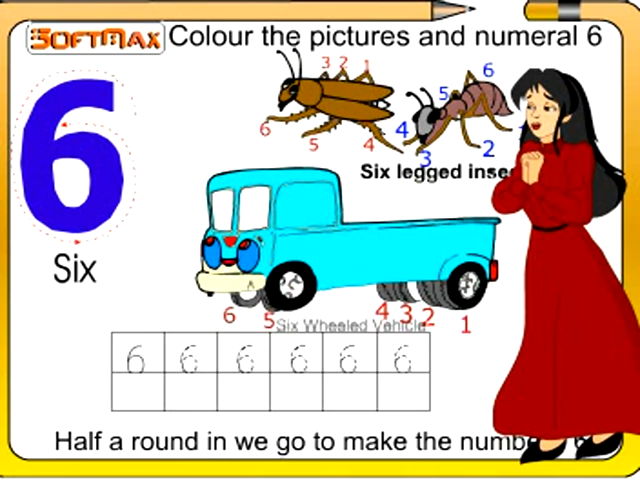 SOFTMAX Colour the pictures and numeral 6
3 2 1
6
5
6
5 4
4
3 2
6
Six legged
Six
6 5 4 3 2 1
Six Wheeled Vehicle
6 6 6 6 6 6
Half a round in we go to make the